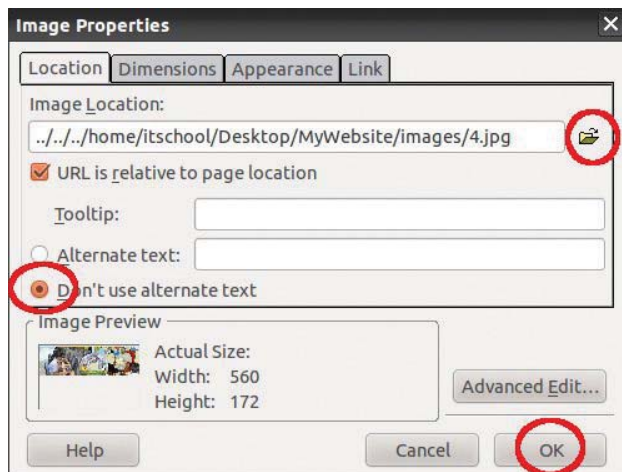 Image Properties
Location Dimensions Appearance Link
Image Location:
../../../home/itschool/Desktop/MyWebsite/images/4.jpg
URL is relative to page location
Tooltip:
Alternate text:
Don't use alternate text
Image Preview
Actual Size:
Width: 560
Height: 172
Advanced Edit...
Help Cancel OK